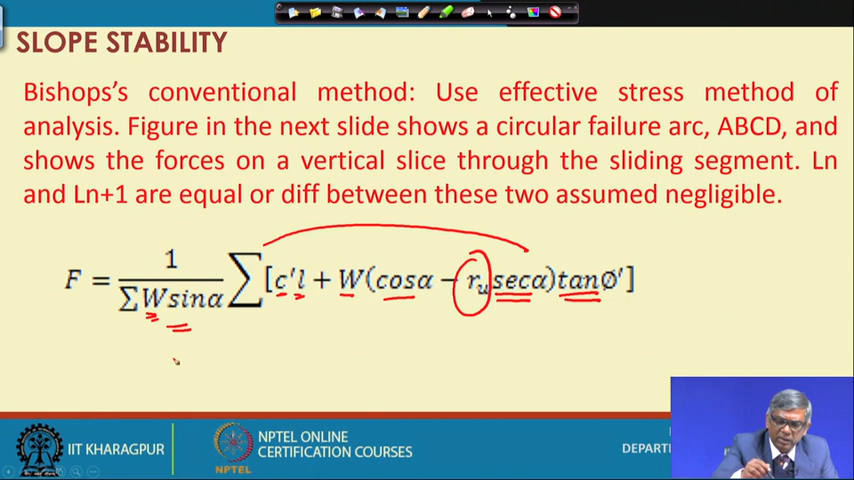 SLOPE STABILITY
Bishops's conventional method: Use effective stress method of
analysis. Figure in the next slide shows a circular failure arc, ABCD, and
shows the forces on a vertical slice through the sliding segment. Ln
and Ln+1 are equal or diff between these two assumed negligible.
F = 1/∑Wsinα ∑[c'l + W(cosα − r_u secα)tanØ']
IIT KHARAGPUR
NPTEL
NPTEL ONLINE
CERTIFICATION COURSES
DEPARTM